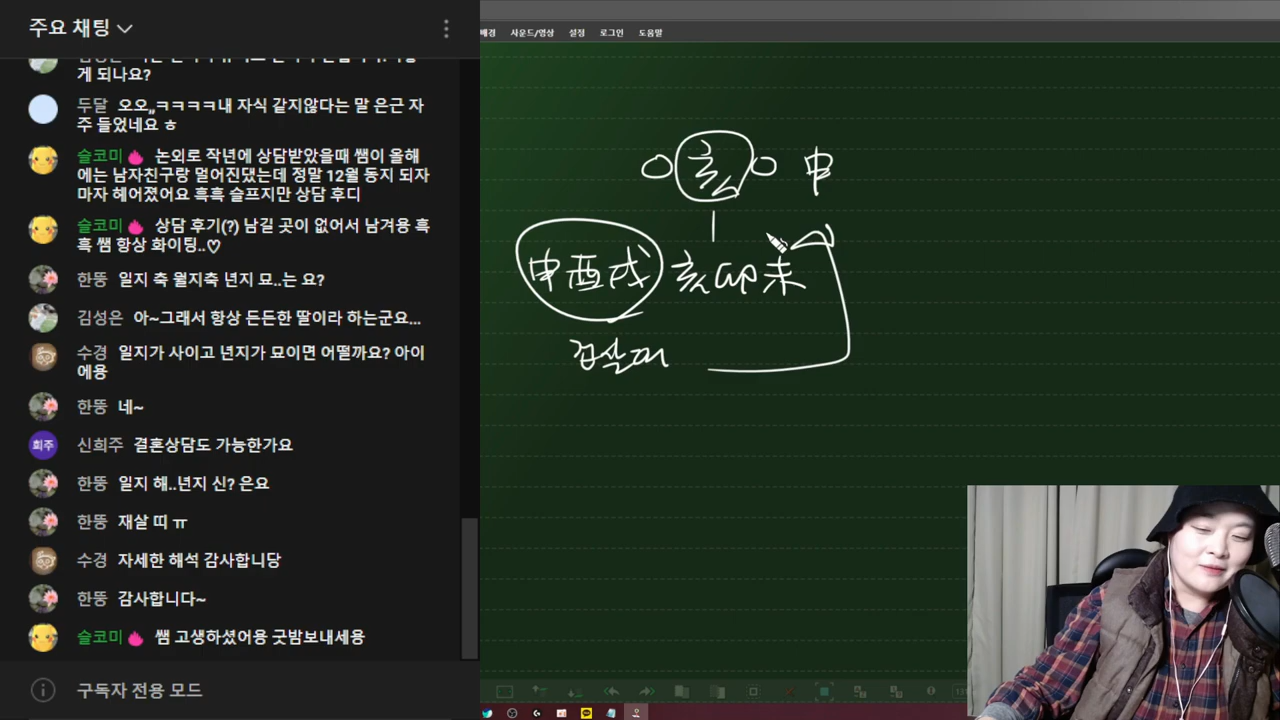 주요 채팅
게 되나요?
두달 오오,,ㅋㅋㅋㅋ내 자식 같지않다는 말 은근 자
주 들었네요 ㅎ
슬코미 논외로 작년에 상담받았을때 쌤이 올해
에는 남자친구랑 멀어진댔는데 정말 12월 동지 되자
마자 헤어졌어요 흑흑 슬프지만 상담 후디
슬코미 상담 후기(?) 남길 곳이 없어서 남겨용 흑
흑 쌤 항상 화이팅..♡
한뚱 일지 축 월지축 년지 묘..는 요?
김성은 아~그래서 항상 든든한 딸이라 하는군요...
수경 일지가 사이고 년지가 묘이면 어떨까요? 아이
에용
한뚱 네~
희주 신희주 결혼상담도 가능한가요
한뚱 일지 해..년지 신? 은요
한뚱 재살 띠 ㅠ
수경 자세한 해석 감사합니당
한뚱 감사합니다~
슬코미 쌤 고생하셨어용 굿밤보내세용
구독자 전용 모드
배경 사운드/영상 설정 로그인 도움말
亥 申
申酉戌 亥卯未
겁살띠